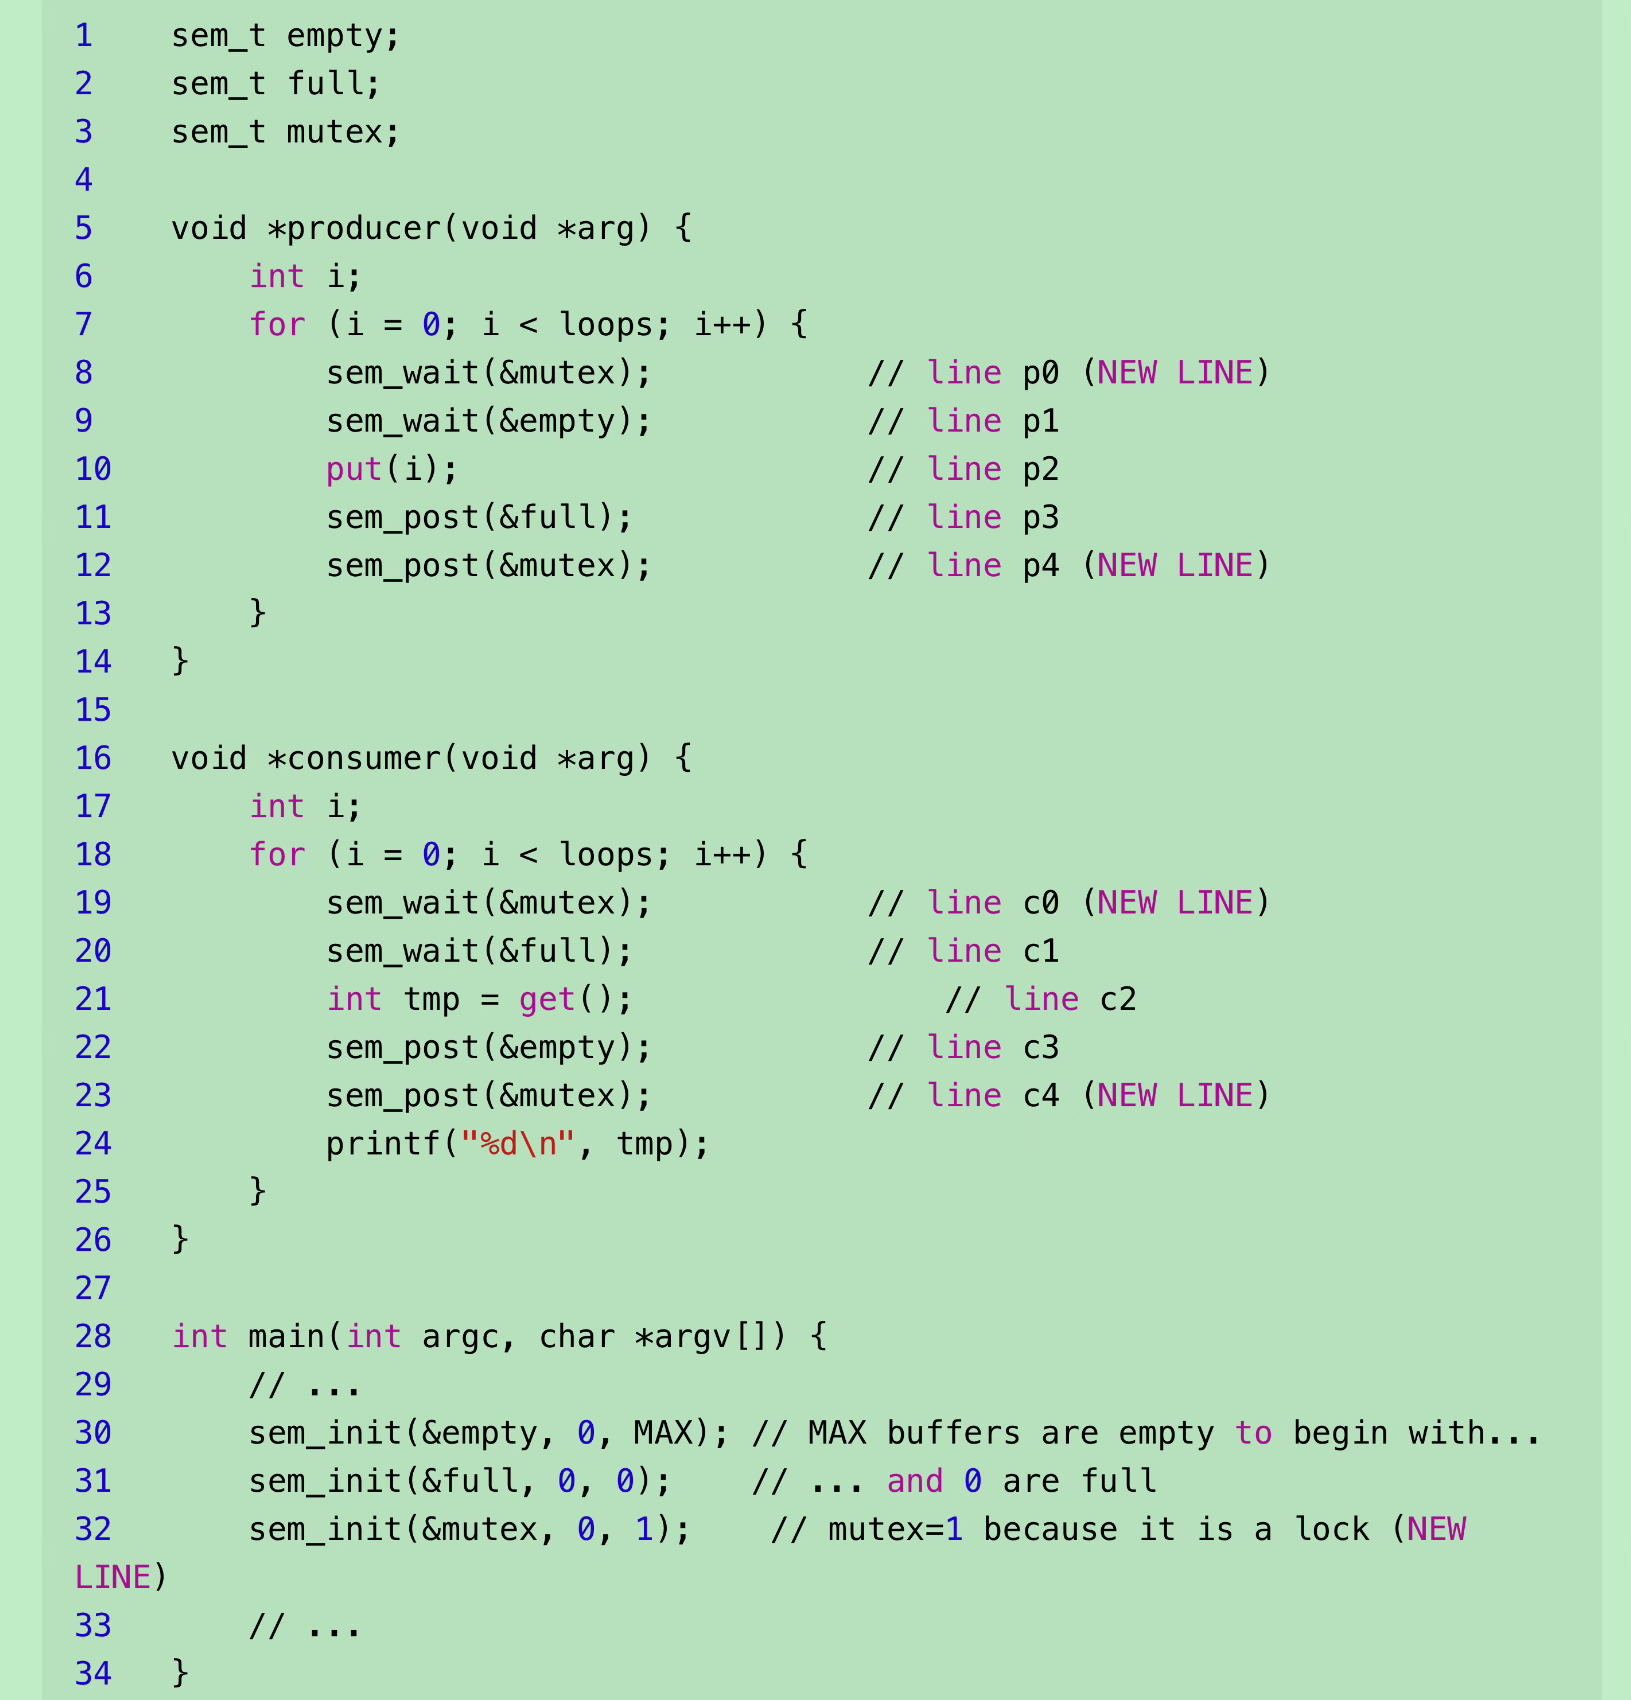 1 sem_t empty;
2 sem_t full;
3 sem_t mutex;
4
5 void *producer(void *arg) {
6     int i;
7     for (i = 0; i < loops; i++) {
8         sem_wait(&mutex);           // line p0 (NEW LINE)
9         sem_wait(&empty);           // line p1
10         put(i);                     // line p2
11         sem_post(&full);            // line p3
12         sem_post(&mutex);           // line p4 (NEW LINE)
13     }
14 }
15
16 void *consumer(void *arg) {
17     int i;
18     for (i = 0; i < loops; i++) {
19         sem_wait(&mutex);           // line c0 (NEW LINE)
20         sem_wait(&full);            // line c1
21         int tmp = get();                // line c2
22         sem_post(&empty);           // line c3
23         sem_post(&mutex);           // line c4 (NEW LINE)
24         printf("%d\n", tmp);
25     }
26 }
27
28 int main(int argc, char *argv[]) {
29     // ...
30     sem_init(&empty, 0, MAX); // MAX buffers are empty to begin with...
31     sem_init(&full, 0, 0);    // ... and 0 are full
32     sem_init(&mutex, 0, 1);    // mutex=1 because it is a lock (NEW
LINE)
33     // ...
34 }